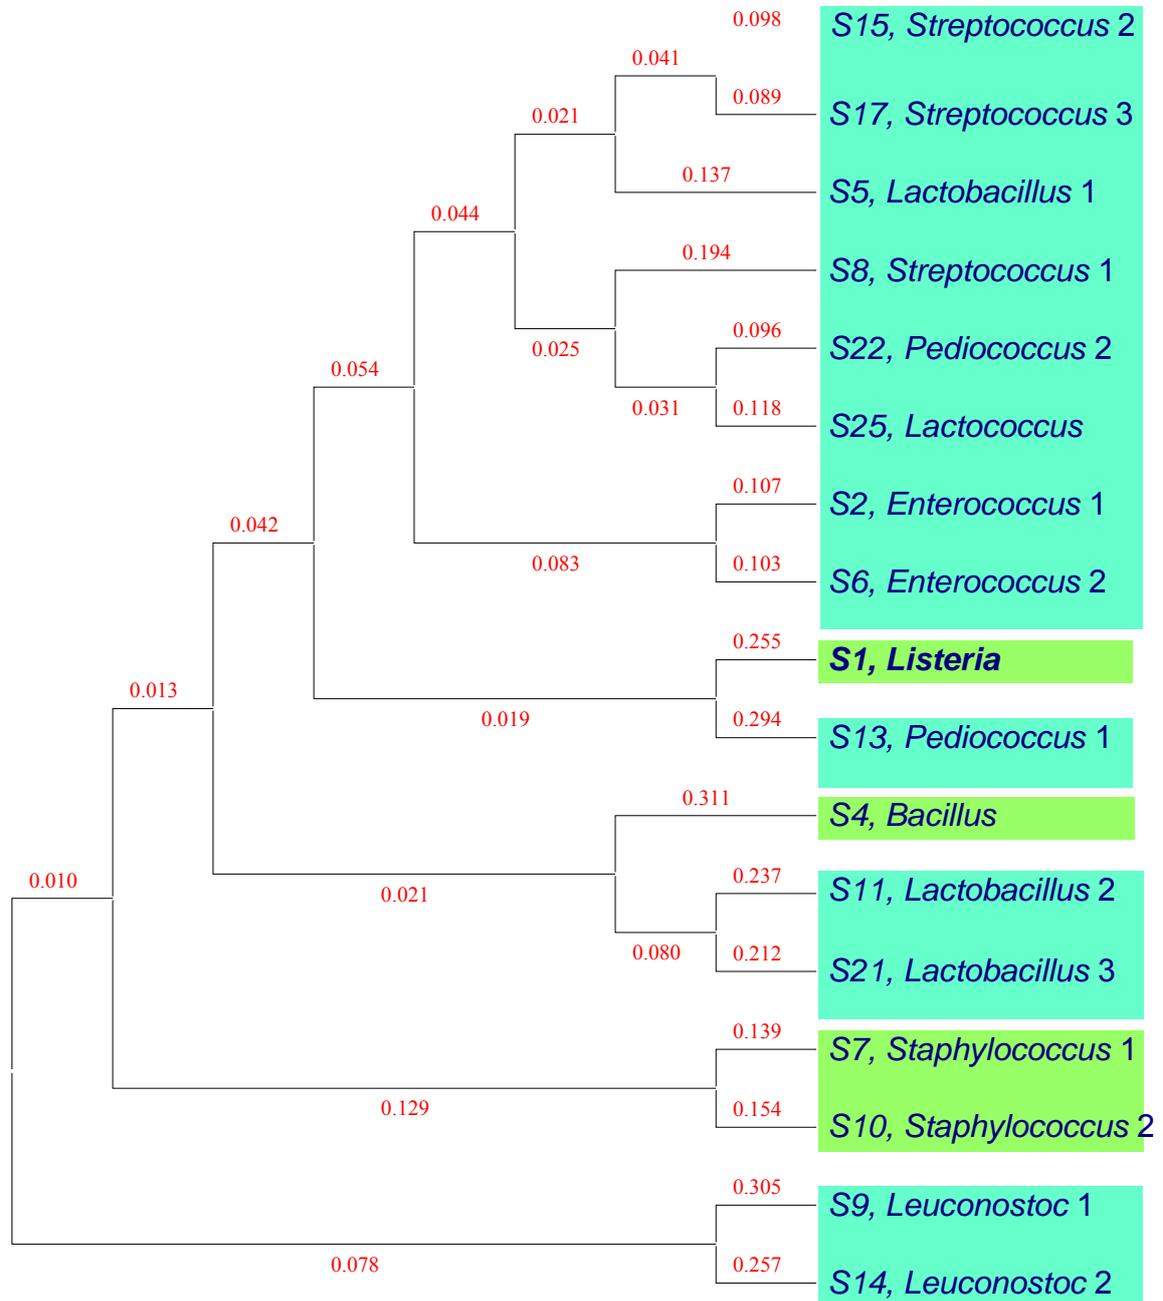 0.098 S15, Streptococcus 2
0.041
0.089 S17, Streptococcus 3
0.021
0.137 S5, Lactobacillus 1
0.044
0.194 S8, Streptococcus 1
0.096 S22, Pediococcus 2
0.025
0.054
0.031 0.118 S25, Lactococcus
0.107 S2, Enterococcus 1
0.042
0.083 0.103 S6, Enterococcus 2
0.255 S1, Listeria
0.013
0.019 0.294 S13, Pediococcus 1
0.311 S4, Bacillus
0.010 0.237 S11, Lactobacillus 2
0.021
0.080 0.212 S21, Lactobacillus 3
0.139 S7, Staphylococcus 1
0.129 0.154 S10, Staphylococcus 2
0.305 S9, Leuconostoc 1
0.078 0.257 S14, Leuconostoc 2